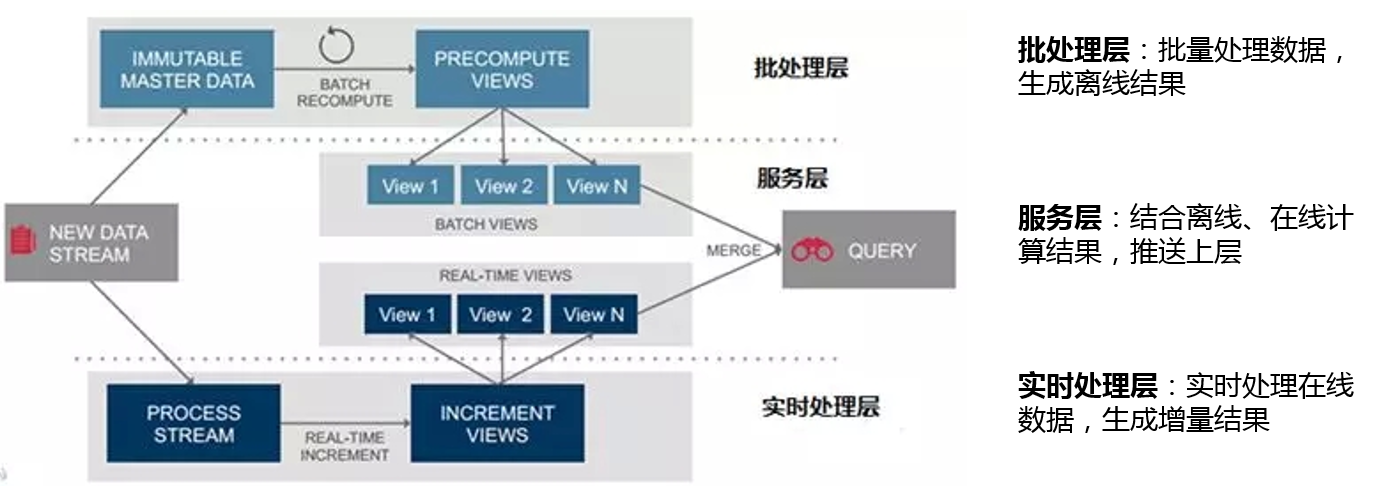 IMMUTABLE
MASTER DATA
BATCH
RECOMPUTE
PRECOMPUTE
VIEWS
批处理层
批处理层：批量处理数据，
生成离线结果
View 1
View 2
View N
BATCH VIEWS
服务层
NEW DATA
STREAM
MERGE
QUERY
服务层：结合离线、在线计
算结果，推送上层
REAL-TIME VIEWS
View 1
View 2
View N
PROCESS
STREAM
REAL-TIME
INCREMENT
INCREMENT
VIEWS
实时处理层
实时处理层：实时处理在线
数据，生成增量结果